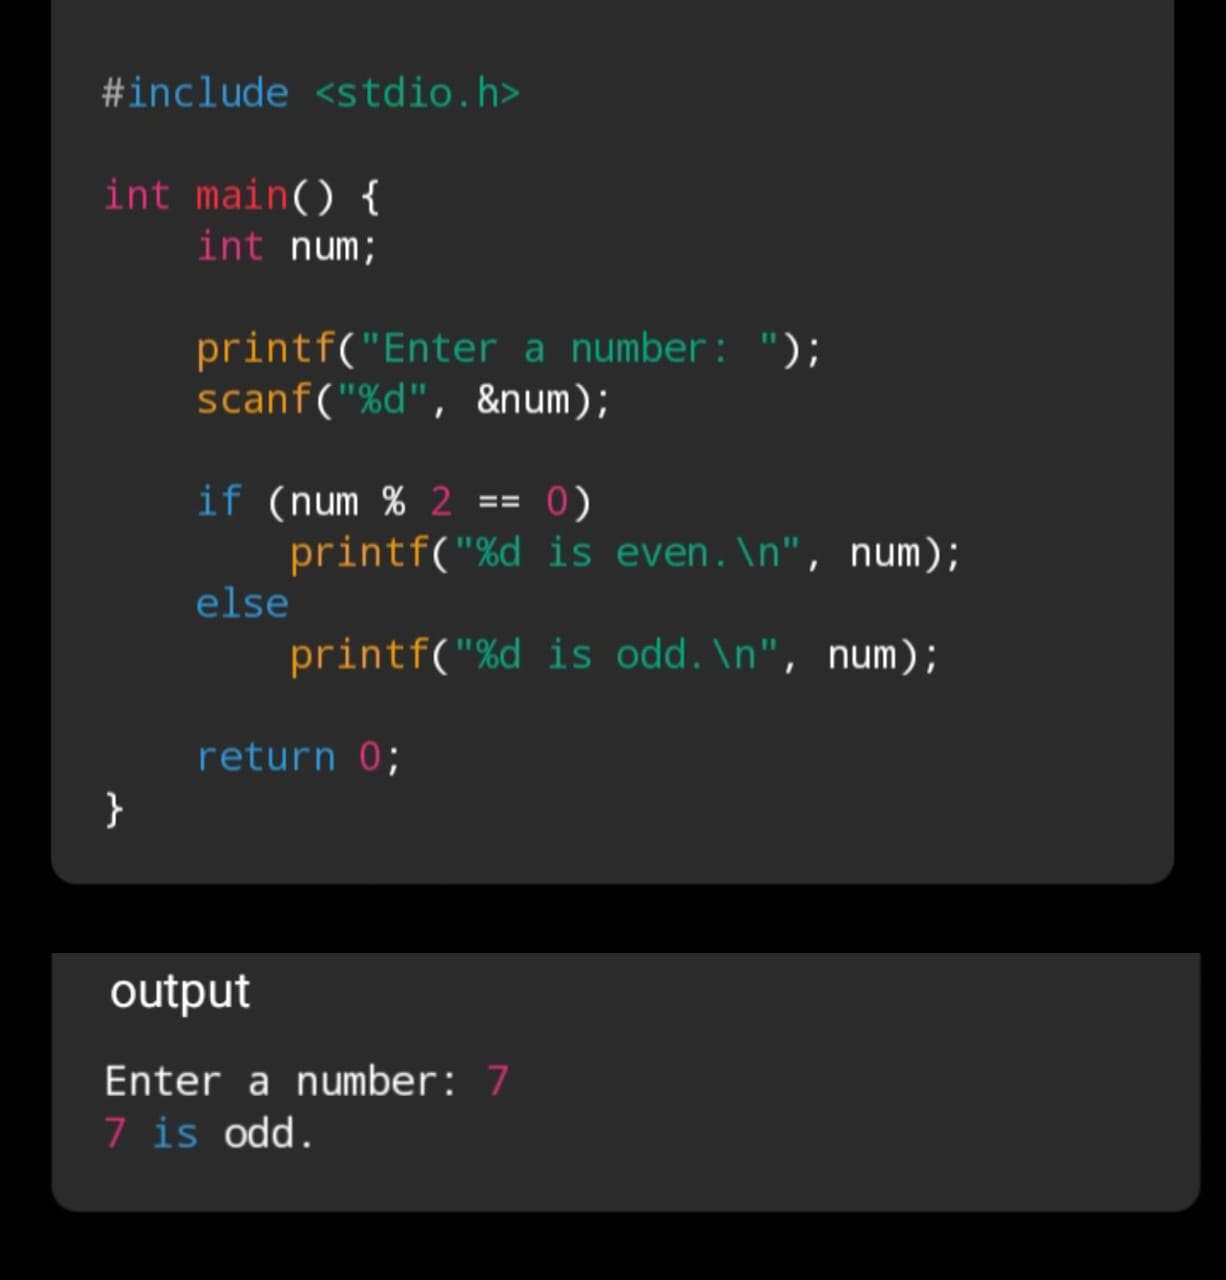 #include <stdio.h>
int main() {
    int num;
    printf("Enter a number: ");
    scanf("%d", &num);
    if (num % 2 == 0)
        printf("%d is even.\n", num);
    else
        printf("%d is odd.\n", num);
    return 0;
}
output
Enter a number: 7
7 is odd.